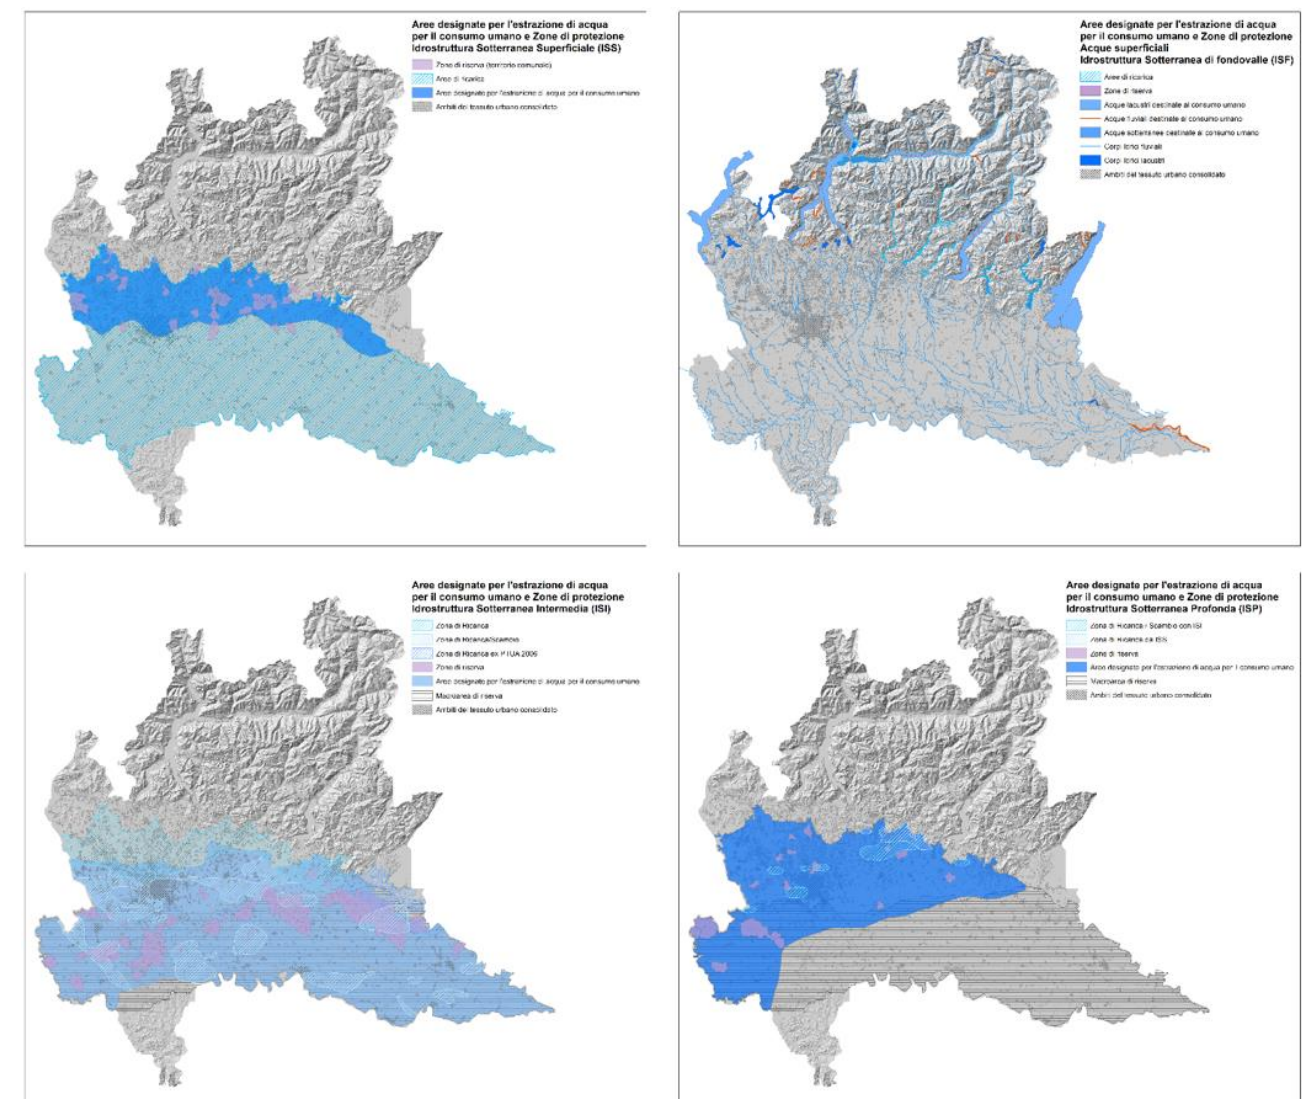 Aree designate per l'estrazione di acqua
per il consumo umano e Zone di protezione
Idrostruttura Sotterranea Superficiale (ISS)
Zone di riserva (territorio comunale)
Aree di ricarica
Aree designate per l'estrazione di acqua per il consumo umano
Ambiti del tessuto urbano consolidato
Aree designate per l'estrazione di acqua
per il consumo umano e Zone di protezione
Acque superficiali
Idrostruttura Sotterranea di fondovalle (ISF)
Aree di ricarica
Zone di riserva
Acque lacustri destinate al consumo umano
Acque fluviali destinate al consumo umano
Acque sotterranee destinate al consumo umano
Corpi idrici fluviali
Corpi idrici lacustri
Ambiti del tessuto urbano consolidato
Aree designate per l'estrazione di acqua
per il consumo umano e Zone di protezione
Idrostruttura Sotterranea Intermedia (ISI)
Zona di Ricarica
Zona di Ricarica/Scambio
Zona di Ricarica ex PTUA 2006
Zone di riserva
Aree designate per l'estrazione di acqua per il consumo umano
Macroarea di riserva
Ambiti del tessuto urbano consolidato
Aree designate per l'estrazione di acqua
per il consumo umano e Zone di protezione
Idrostruttura Sotterranea Profonda (ISP)
Zona di Ricarica / Scambio con ISI
Zona di Ricarica da ISS
Zone di riserva
Aree designate per l'estrazione di acqua per il consumo umano
Macroarea di riserva
Ambiti del tessuto urbano consolidato